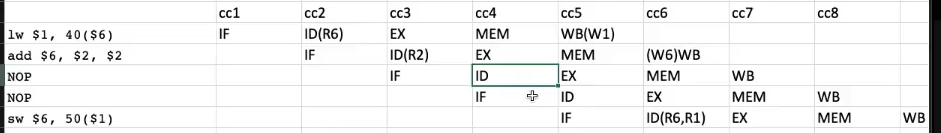 cc1 cc2 cc3 cc4 cc5 cc6 cc7 cc8
lw $1, 40($6) IF ID(R6) EX MEM WB(W1)
add $6, $2, $2 IF ID(R2) EX MEM (W6)WB
NOP IF ID EX MEM WB
NOP IF ID EX MEM WB
sw $6, 50($1) IF ID(R6,R1) EX MEM WB